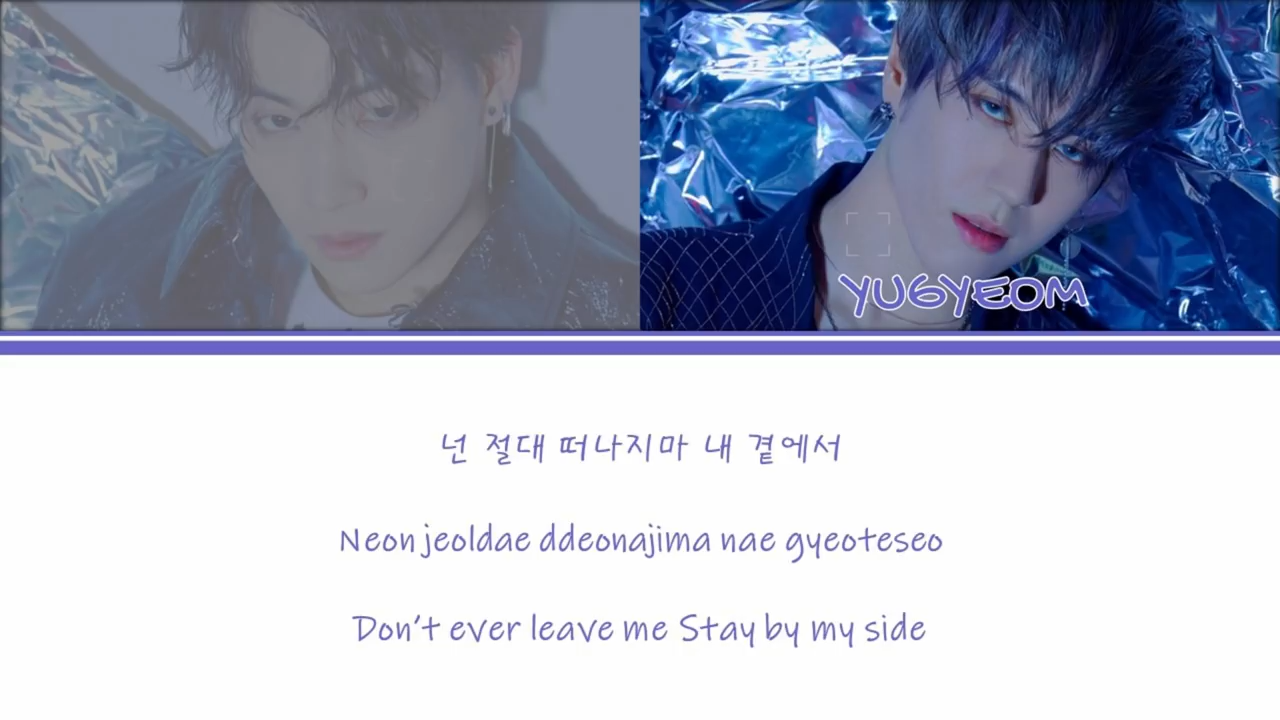 YUGYEOM
넌 절대 떠나지마 내 곁에서
Neon jeoldae ddeonajima nae gyeoteseo
Don't ever leave me Stay by my side